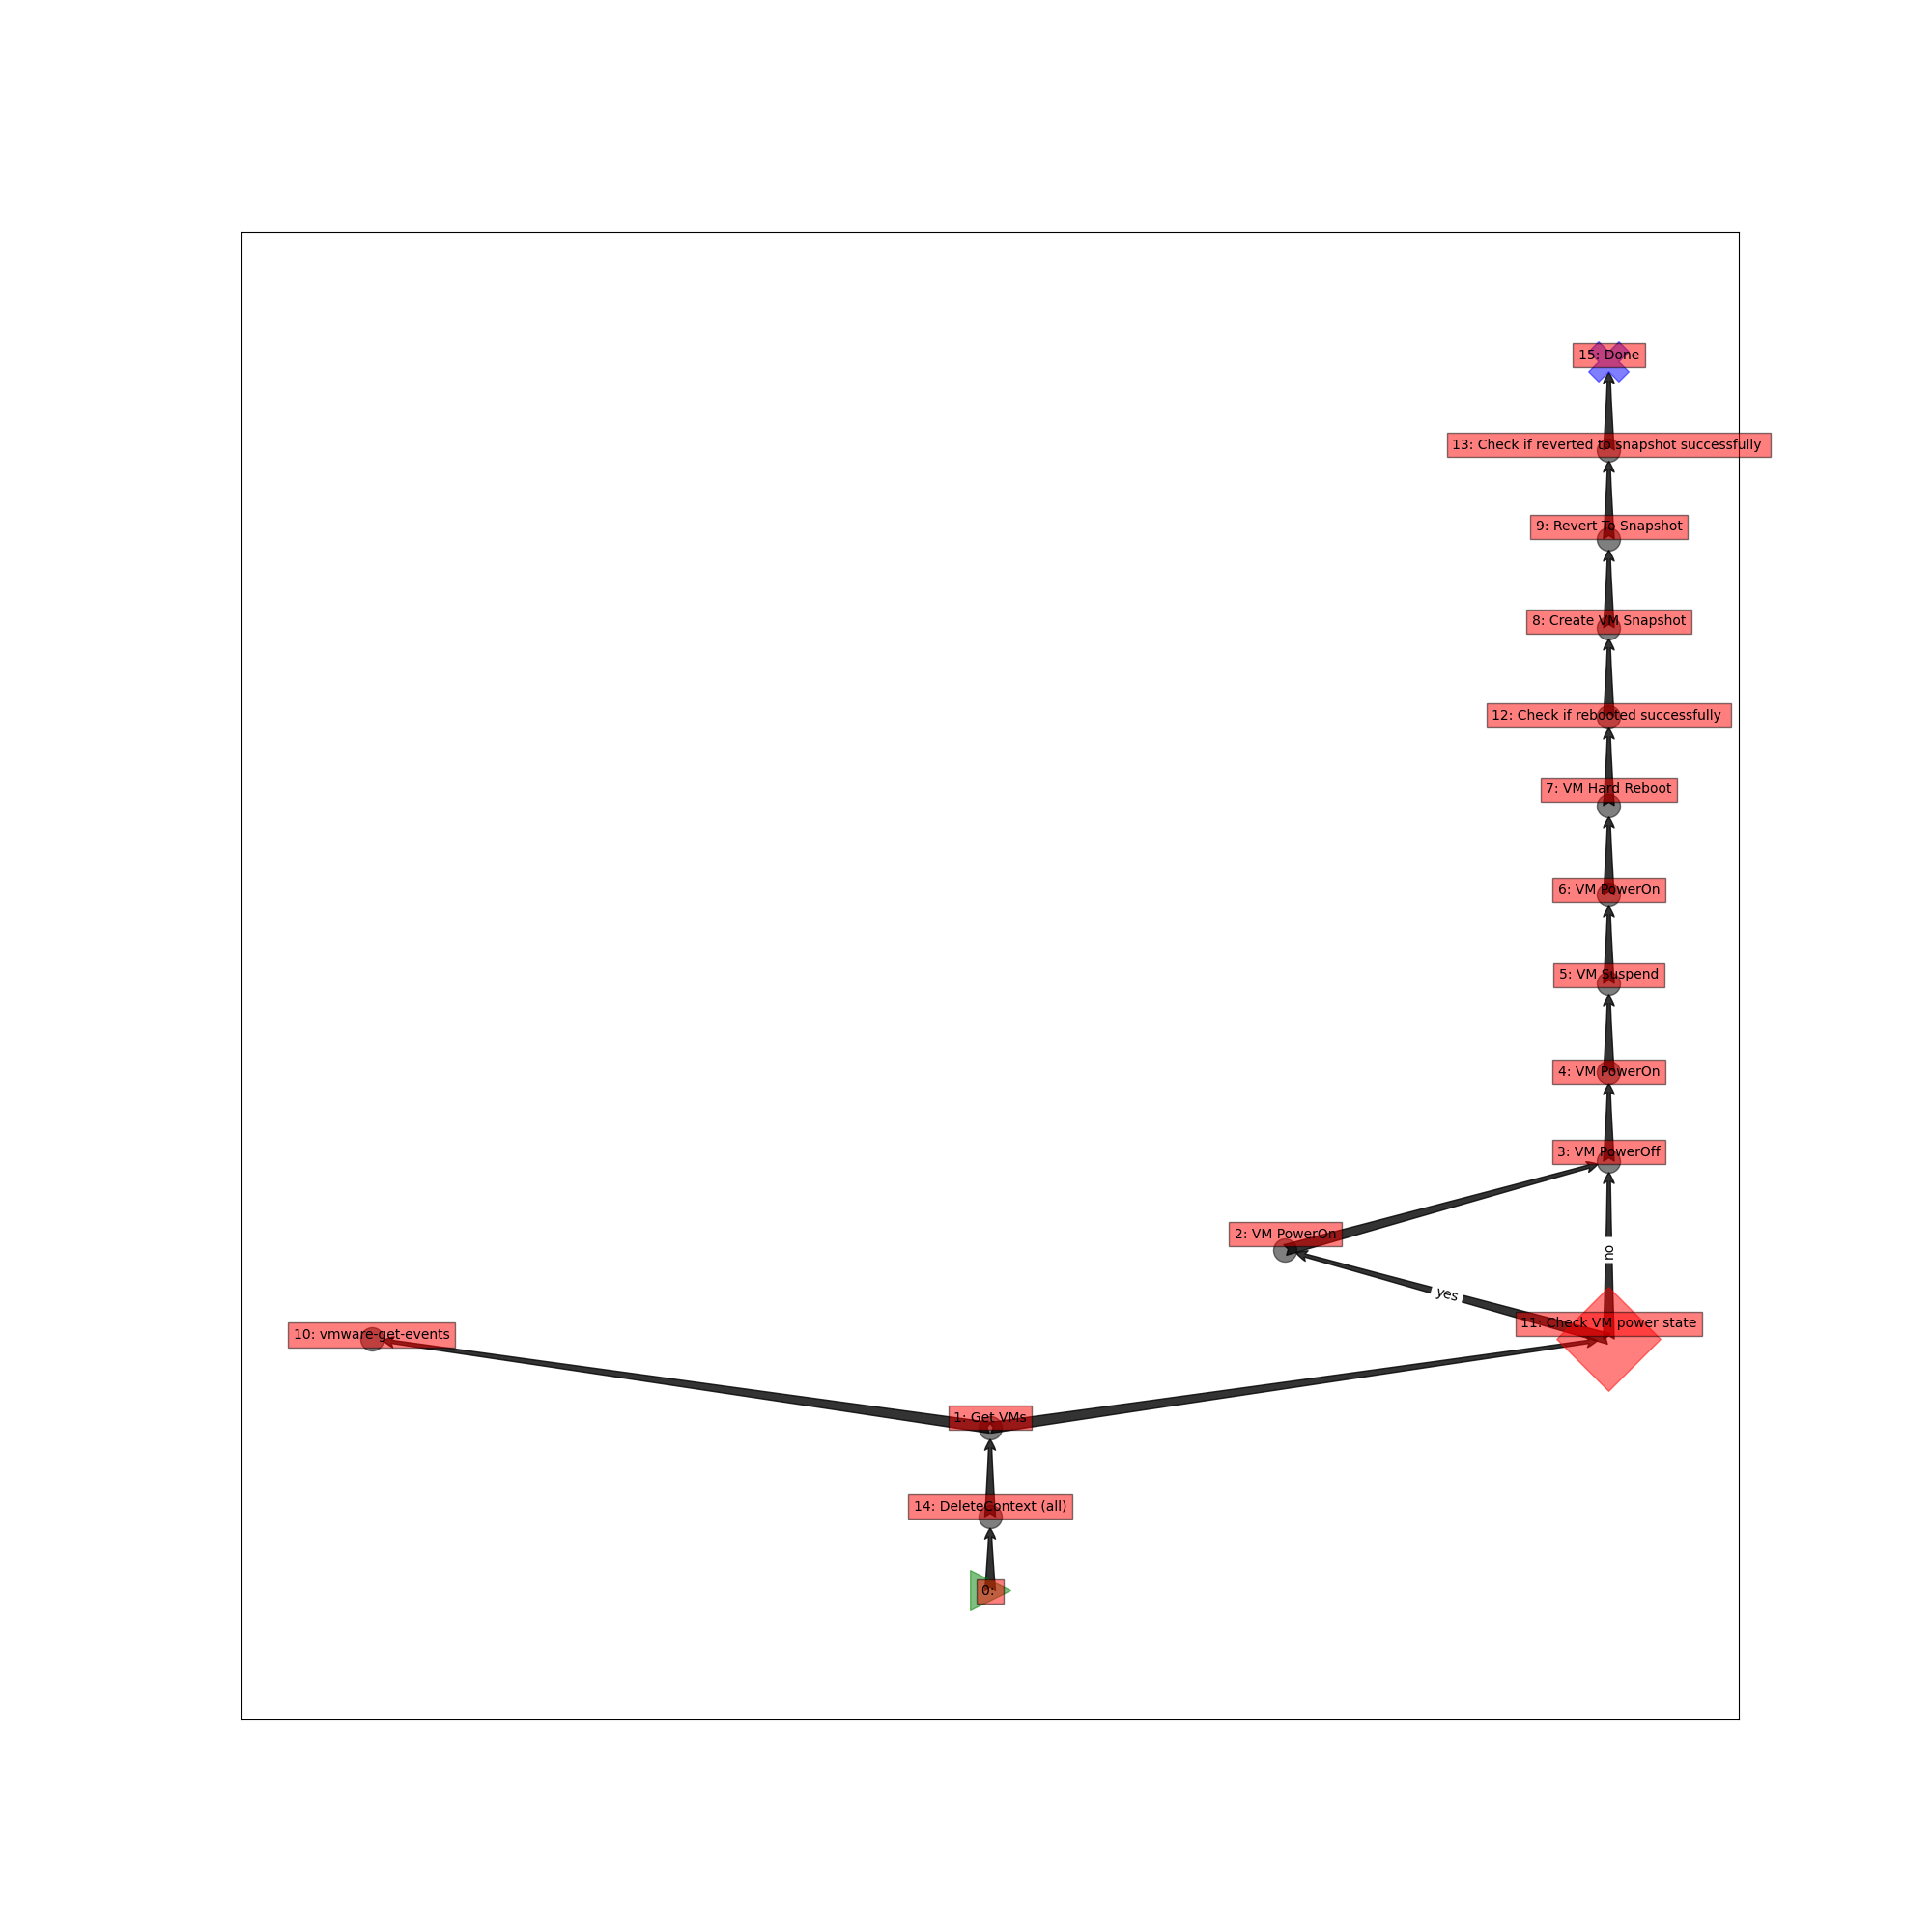 15: Done
13: Check if reverted to snapshot successfully
9: Revert To Snapshot
8: Create VM Snapshot
12: Check if rebooted successfully
7: VM Hard Reboot
6: VM PowerOn
5: VM Suspend
4: VM PowerOn
3: VM PowerOff
2: VM PowerOn
no
yes
11: Check VM power state
10: vmware-get-events
1: Get VMs
14: DeleteContext (all)
0: